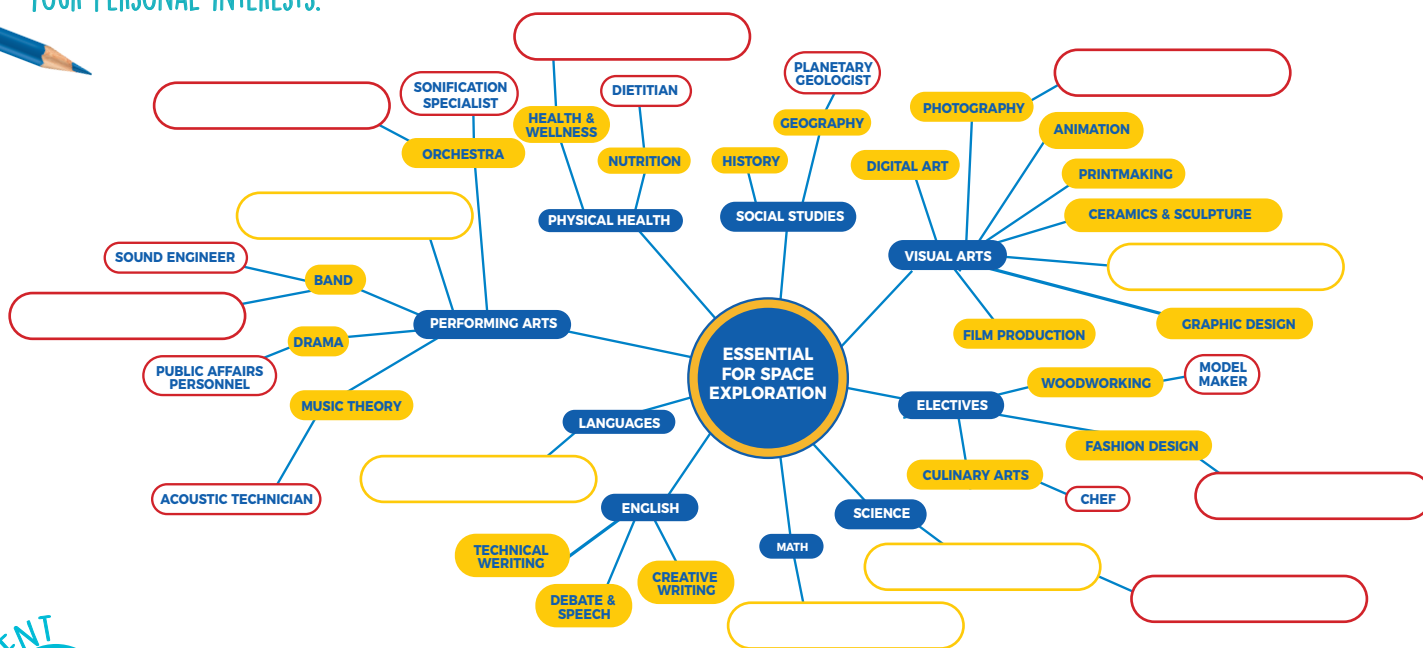 YOUR PERSONAL INTERESTS.
SONIFICATION
SPECIALIST
DIETITIAN
PLANETARY
GEOLOGIST
HEALTH &
WELLNESS
GEOGRAPHY
PHOTOGRAPHY
ANIMATION
ORCHESTRA
NUTRITION
HISTORY
DIGITAL ART
PRINTMAKING
PHYSICAL HEALTH
SOCIAL STUDIES
CERAMICS & SCULPTURE
VISUAL ARTS
SOUND ENGINEER
BAND
PERFORMING ARTS
GRAPHIC DESIGN
FILM PRODUCTION
DRAMA
PUBLIC AFFAIRS
PERSONNEL
ESSENTIAL
FOR SPACE
EXPLORATION
WOODWORKING
MODEL
MAKER
MUSIC THEORY
ELECTIVES
LANGUAGES
FASHION DESIGN
CULINARY ARTS
CHEF
ACOUSTIC TECHNICIAN
ENGLISH
SCIENCE
MATH
TECHNICAL
WERITING
CREATIVE
WRITING
DEBATE &
SPEECH